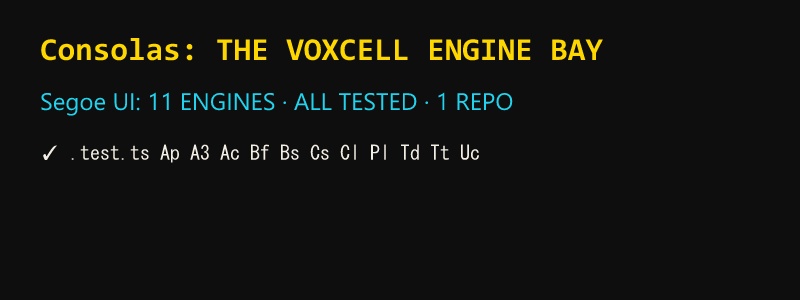 Consolas: THE VOXCELL ENGINE BAY
Segoe UI: 11 ENGINES · ALL TESTED · 1 REPO
✓ .test.ts Ap A3 Ac Bf Bs Cs Cl Pl Td Tt Uc